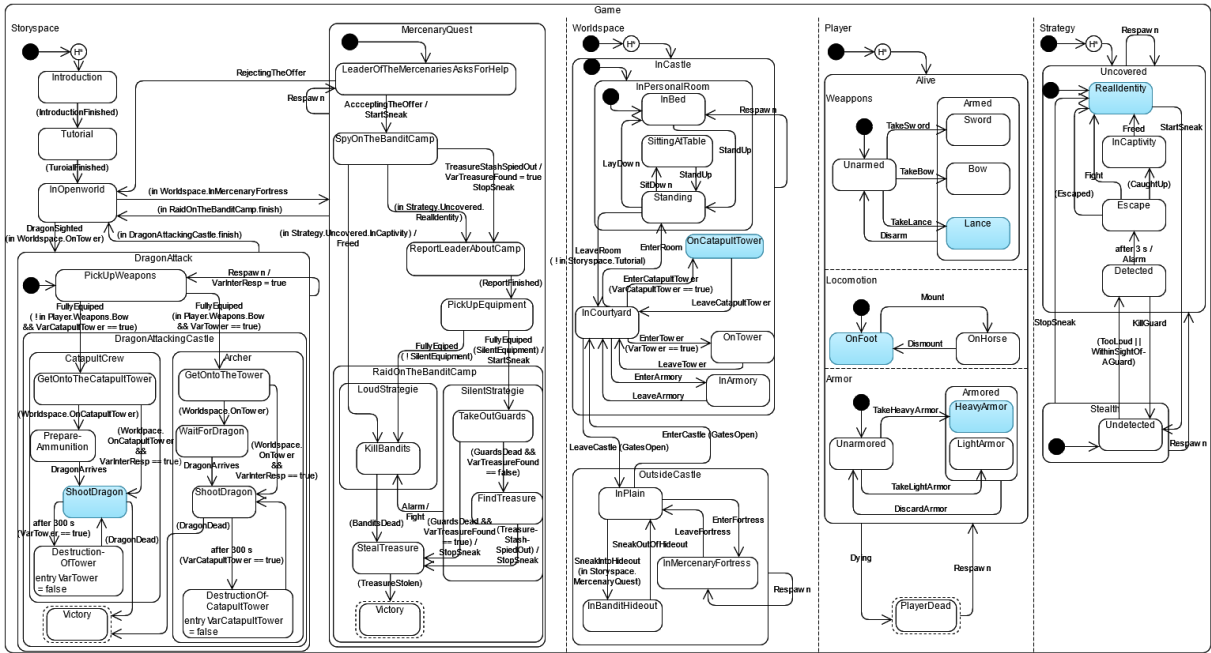 Game
Storyspace
H*
Introduction
(IntroductionFinished)
Tutorial
(TuroialFinished)
InOpenworld
DragonSighted
(in Worldspace.OnTower)
RejectingTheOffer
(in Worldspace.InMercenaryFortress
(in RaidOnTheBanditCamp.finish)
(in DragonAttackingCastle.finish)
DragonAttack
PickUpWeapons
Respawn /
VarInterResp = true
FullyEquiped
( ! in Player.Weapons.Bow
&& VarCatapultTower == true)
FullyEquiped
(in Player.Weapons.Bow
&& VarTower == true)
DragonAttackingCastle
CatapultCrew
GetOntoTheCatapultTower
(Worldspace.OnCatapultTower)
Prepare-
Ammunition
DragonArrives
(Worldpace.
OnCatapultTower
&&
VarInterResp == true)
ShootDragon
after 300 s
(VarTower == true)
(DragonDead)
Destruction-
OfTower
entry VarTower
= false
Victory
Archer
GetOntoTheTower
(Worldspace.OnTower)
WaitForDragon
DragonArrives
(Worldspace.
OnTower
&&
VarInterResp == true)
ShootDragon
(DragonDead)
after 300 s
(VarCatapultTower == true)
DestructionOf-
CatapultTower
entry VarCatapultTower
= false
MercenaryQuest
LeaderOfTheMercenariesAsksForHelp
Respawn
AccceptingTheOffer /
StartSneak
SpyOnTheBanditCamp
TreasureStashSpiedOut /
VarTreasureFound = true
StopSneak
(in Strategy.Uncovered.
RealIdentity)
(in Strategy.Uncovered.InCaptivity) /
Freed
ReportLeaderAboutCamp
(ReportFinished)
PickUpEquipment
FullyEqiped
( ! SilentEquipment)
FullyEquiped
(SilentEquipment) /
StartSneak
RaidOnTheBanditCamp
LoudStrategie
KillBandits
(BanditsDead)
Alarm /
Fight
StealTreasure
(TreasureStolen)
Victory
SilentStrategie
TakeOutGuards
(GuardsDead &&
VarTreasureFound
== false)
FindTreasure
(GuardsDead &&
VarTreasureFound
== true) /
StopSneak
(Treasure-
Stash-
SpiedOut) /
StopSneak
Worldspace
H*
InCastle
InPersonalRoom
InBed
Respawn
SittingAtTable
StandUp
LayDown
StandUp
SitDown
Standing
LeaveRoom
( ! in Storyspace.Tutorial)
EnterRoom
OnCatapultTower
EnterCatapultTower
(VarCatapultTower == true)
LeaveCatapultTower
InCourtyard
EnterTower
(VarTower == true)
OnTower
LeaveTower
EnterArmory
InArmory
LeaveArmory
LeaveCastle (GatesOpen)
EnterCastle (GatesOpen)
OutsideCastle
InPlain
EnterFortress
LeaveFortress
SneakOutOfHideout
SneakIntoHideout
(in Storyspace.
MercenaryQuest)
InMercenaryFortress
InBanditHideout
Respawn
Player
H*
Alive
Weappons
Armed
TakeSword
Sword
Unarmed
TakeBow
Bow
TakeLance
Lance
Disarm
Locomotion
Mount
OnFoot
Dismount
OnHorse
Armor
Armored
TakeHeavyArmor
HeavyArmor
Unarmored
LightArmor
TakeLightArmor
DiscardArmor
Dying
Respawn
PlayerDead
Strategy
H*
Respawn
Uncovered
RealIdentity
StartSneak
Freed
InCaptivity
Fight
(Escaped)
(CaughtUp)
Escape
after 3 s /
Alarm
Detected
StopSneak
KillGuard
(TooLoud ||
WithinSightOf-
AGuard)
Stealth
Undetected
Respawn